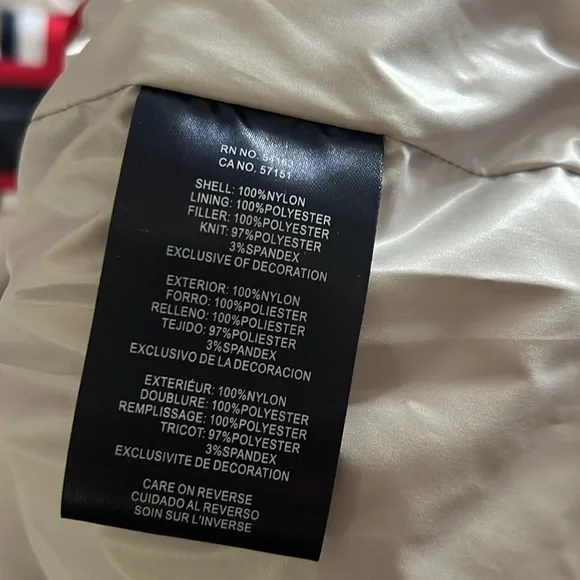 RN NO.
CA NO. 57151
SHELL: 100%NYLON
LINING: 100%POLYESTER
FILLER: 100%POLYESTER
KNIT: 97%POLYESTER
3%SPANDEX
EXCLUSIVE OF DECORATION
EXTERIOR: 100%NYLON
FORRO: 100%POLIESTER
RELLENO: 100%POLIESTER
TEJIDO: 97%POLIESTER
3%SPANDEX
EXCLUSIVO DE LA DECORACION
EXTERIÉUR: 100%NYLON
DOUBLURE: 100%POLYESTER
REMPLISSAGE: 100%POLYESTER
TRICOT: 97%POLYESTER
3%SPANDEX
EXCLUSIVITE DE DECORATION
CARE ON REVERSE
CUIDADO AL REVERSO
SOIN SUR L'INVERSE